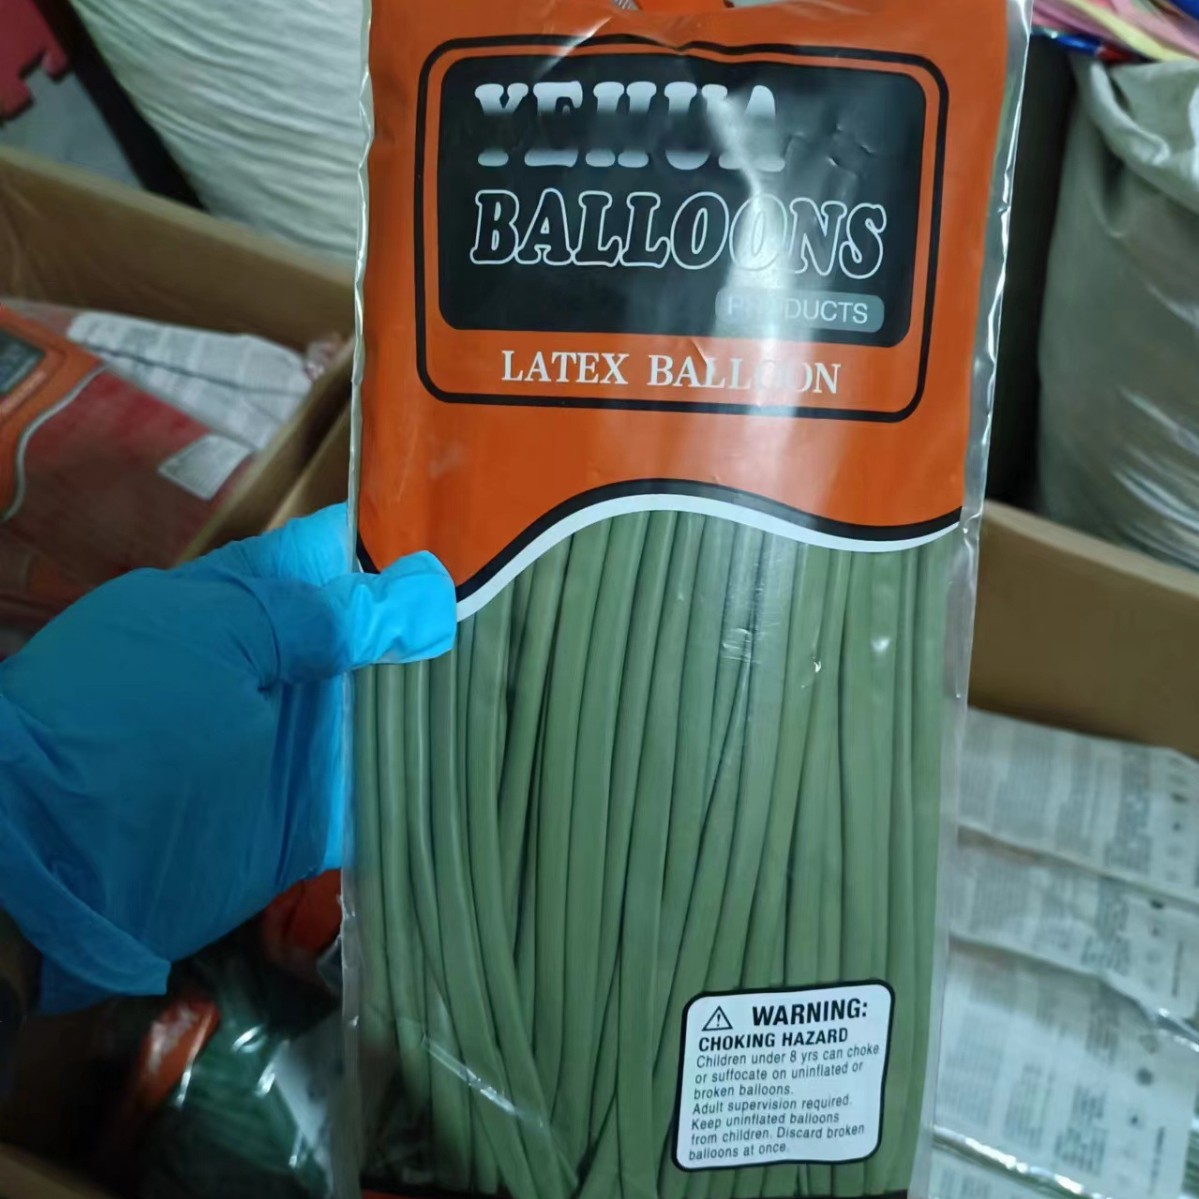 YEHUA
BALLOONS
PRODUCTS
LATEX BALLOON
WARNING:
CHOKING HAZARD
Children under 8 yrs can choke
or suffocate on uninflated or
broken balloons.
Adult supervision required.
Keep uninflated balloons
from children. Discard broken
balloons at once.